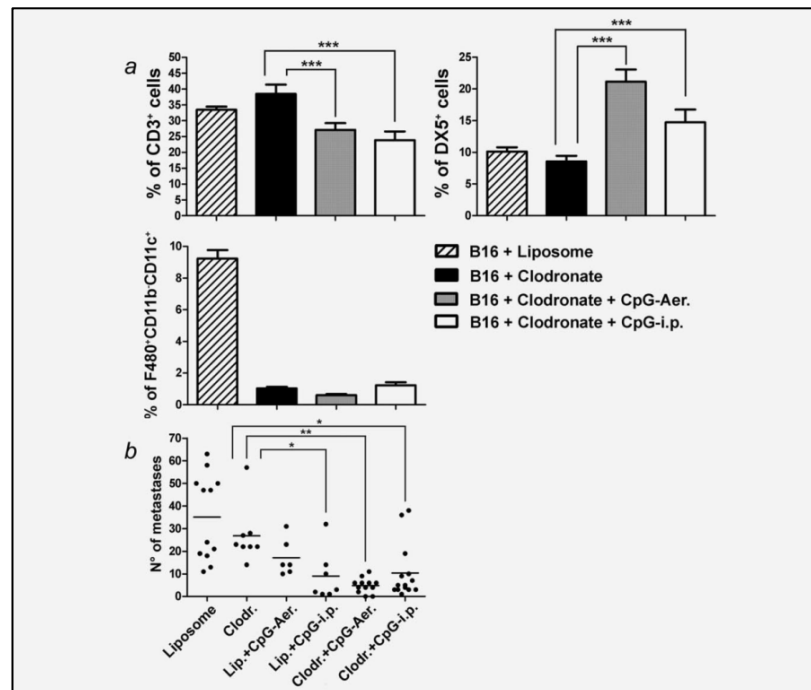 a
***
***
% of CD3+ cells
50
45
40
35
30
25
20
15
10
5
0
***
***
% of DX5+ cells
25
20
15
10
5
0
% of F480+CD11b-CD11c+
10
8
6
4
2
0
B16 + Liposome
B16 + Clodronate
B16 + Clodronate + CpG-Aer.
B16 + Clodronate + CpG-i.p.
b
*
**
*
N° of metastases
70
60
50
40
30
20
10
0
Liposome
Clodr.
Lip.+CpG-Aer.
Lip.+CpG-i.p.
Clodr.+CpG-Aer.
Clodr.+CpG-i.p.